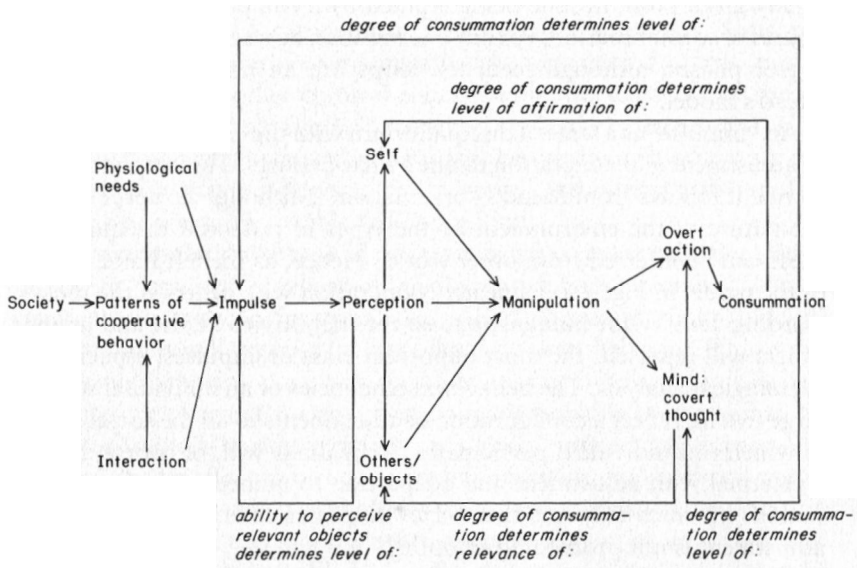 degree of consummation determines level of:
degree of consummation determines
level of affirmation of:
Self
Physiological
needs
Overt
action
Society
Patterns of
cooperative
behavior
Impulse
Perception
Manipulation
Consummation
Mind:
covert
thought
Interaction
Others/
objects
ability to perceive
relevant objects
determines level of:
degree of consumma-
tion determines
relevance of:
degree of consumma-
tion determines
level of: